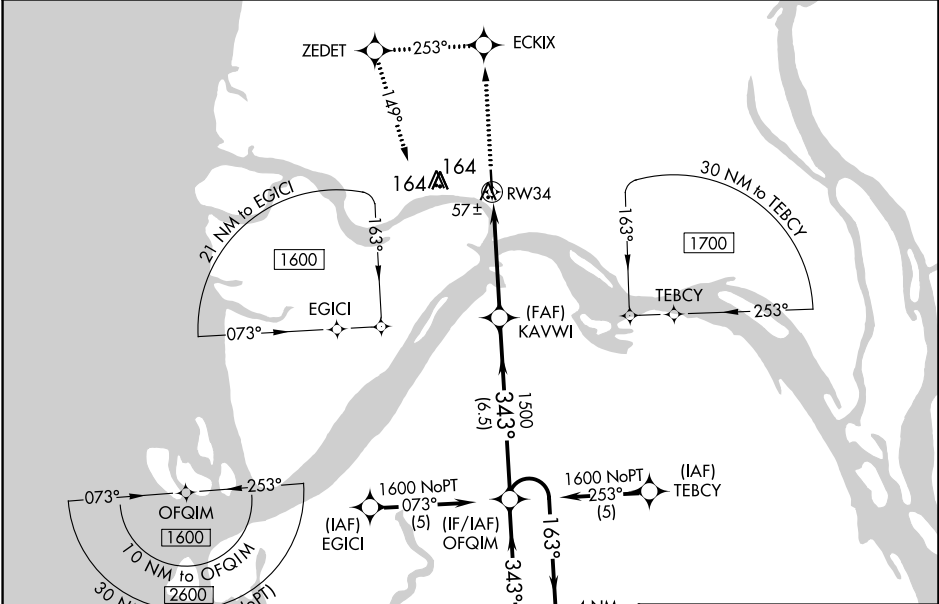 ZEDET
253°
ECKIX
149°
164
164
57±
RW34
21 NM to EGICI
163°
1600
EGICI
073°
30 NM to TEBCY
163°
1700
TEBCY
253°
(FAF)
KAVWI
1500
343°
(6.5)
073°
253°
OFQIM
1600
10 NM to OFQIM
2600
30 N
PT)
1600 NoPT
073°
(5)
(IAF)
EGICI
(IF/IAF)
OFQIM
1600 NoPT
253°
(5)
(IAF)
TEBCY
163°
343°